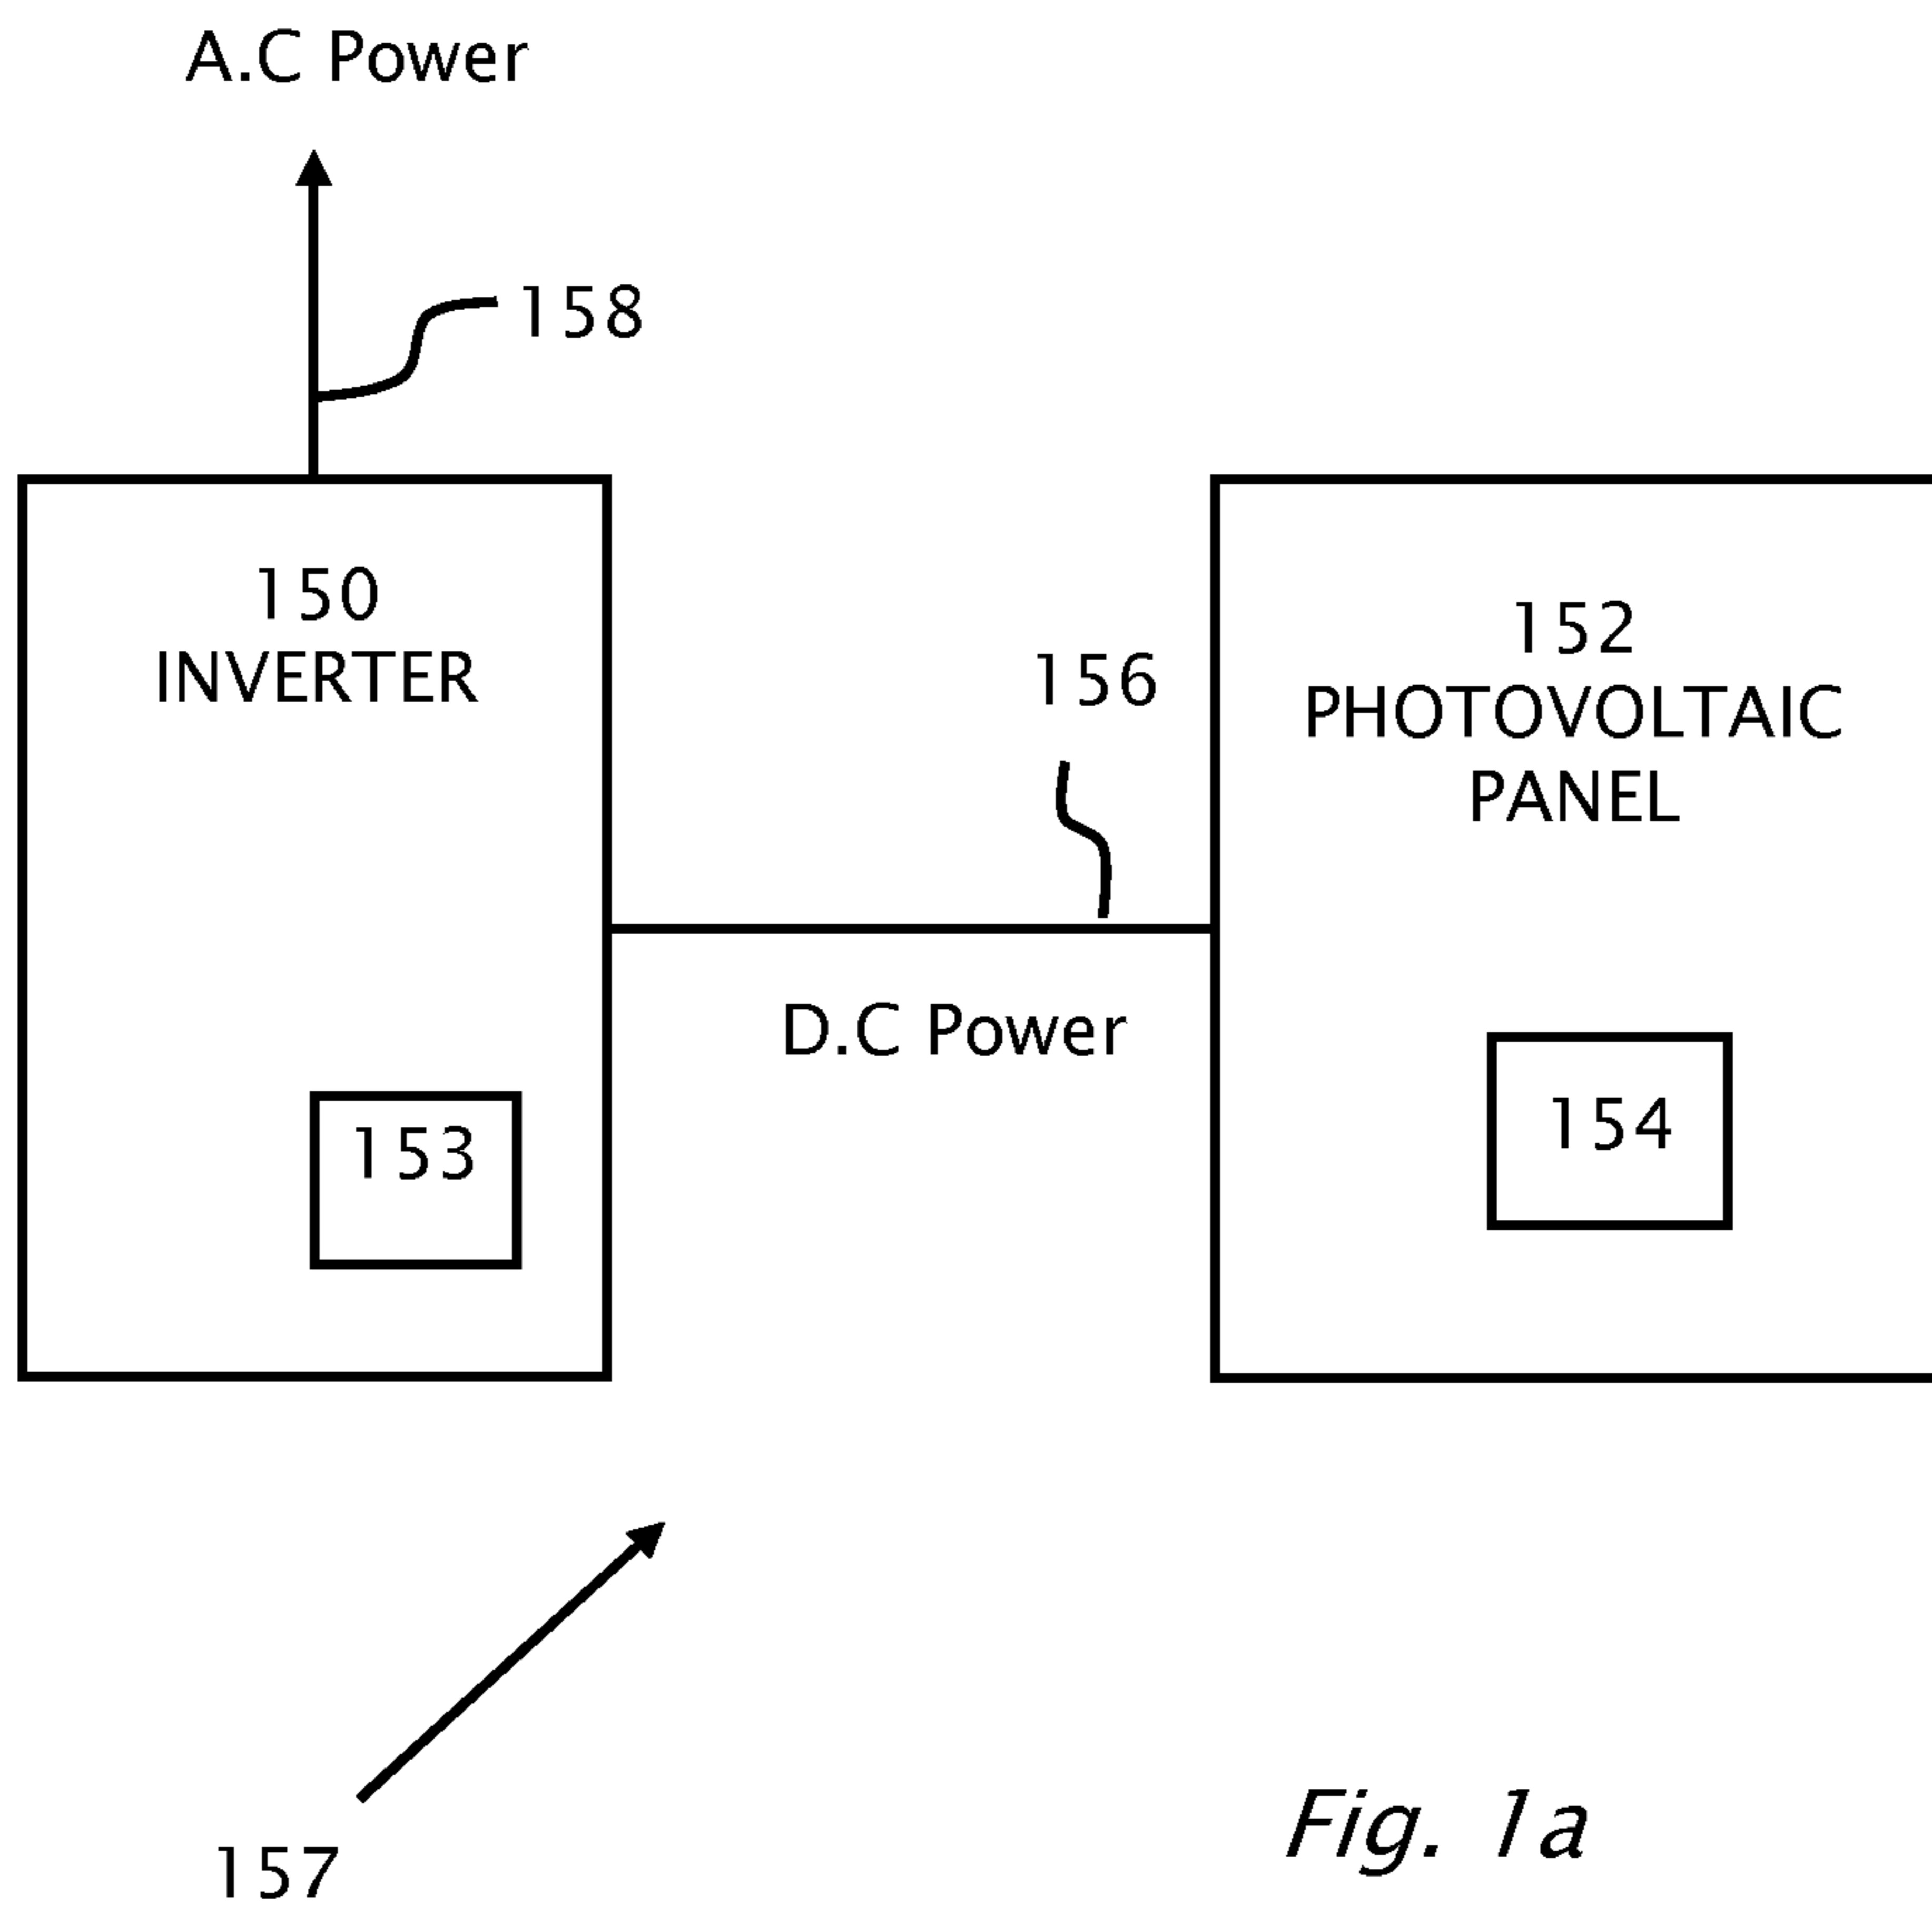 A.C Power
158
150
INVERTER
152
PHOTOVOLTAIC
PANEL
156
D.C Power
153
154
157
Fig. 1a